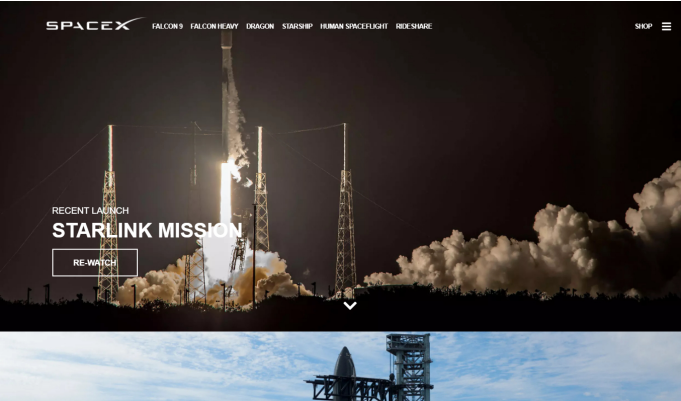 SPACEX FALCON 9 FALCON HEAVY DRAGON STARSHIP HUMAN SPACEFLIGHT RIDESHARE SHOP
RECENT LAUNCH
STARLINK MISSION
RE-WATCH